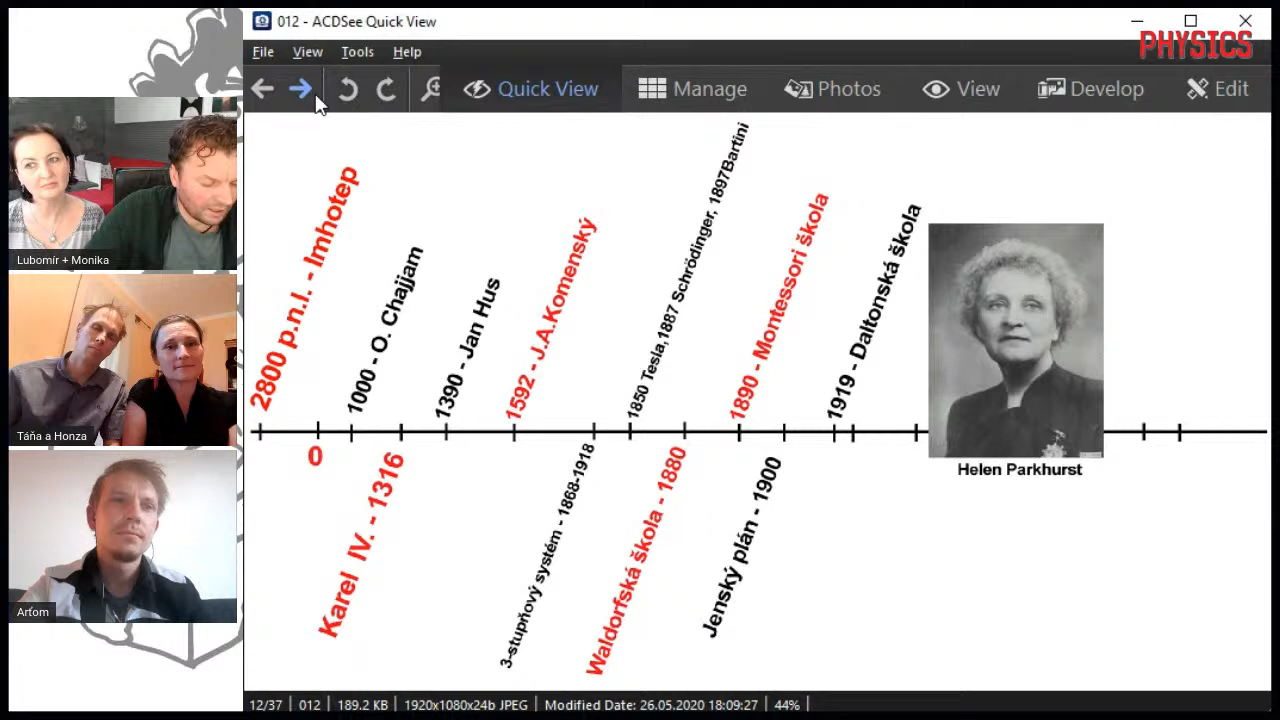 012 - ACDSee Quick View
PHYSICS
File View Tools Help
Quick View Manage Photos View Develop Edit
2800 p.n.l. - Imhotep
1000 - O. Chajjam
1390 - Jan Hus
1592 - J.A.Komenský
1850 Tesla,1887 Schrödinger, 1897Bartini
1890 - Montessori škola
1919 - Daltonská škola
0
Karel IV. - 1316
3-stupňový systém - 1868-1918
Waldorfská škola - 1880
Jenský plán - 1900
Helen Parkhurst
Lubomír + Monika
Táňa a Honza
Arťom
12/37 012 189.2 KB 1920x1080x24b JPEG Modified Date: 26.05.2020 18:09:27 44%